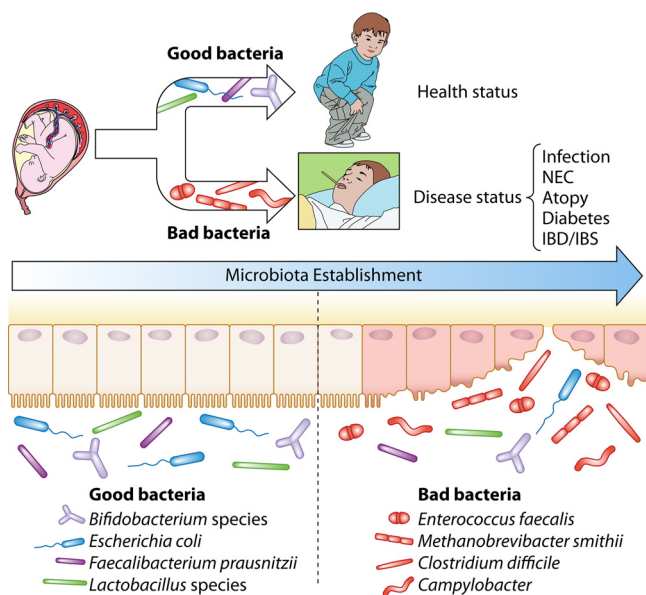 Good bacteria
Health status
Bad bacteria
Disease status
Infection
NEC
Atopy
Diabetes
IBD/IBS
Microbiota Establishment
Good bacteria
Bifidobacterium species
Escherichia coli
Faecalibacterium prausnitzii
Lactobacillus species
Bad bacteria
Enterococcus faecalis
Methanobrevibacter smithii
Clostridium difficile
Campylobacter